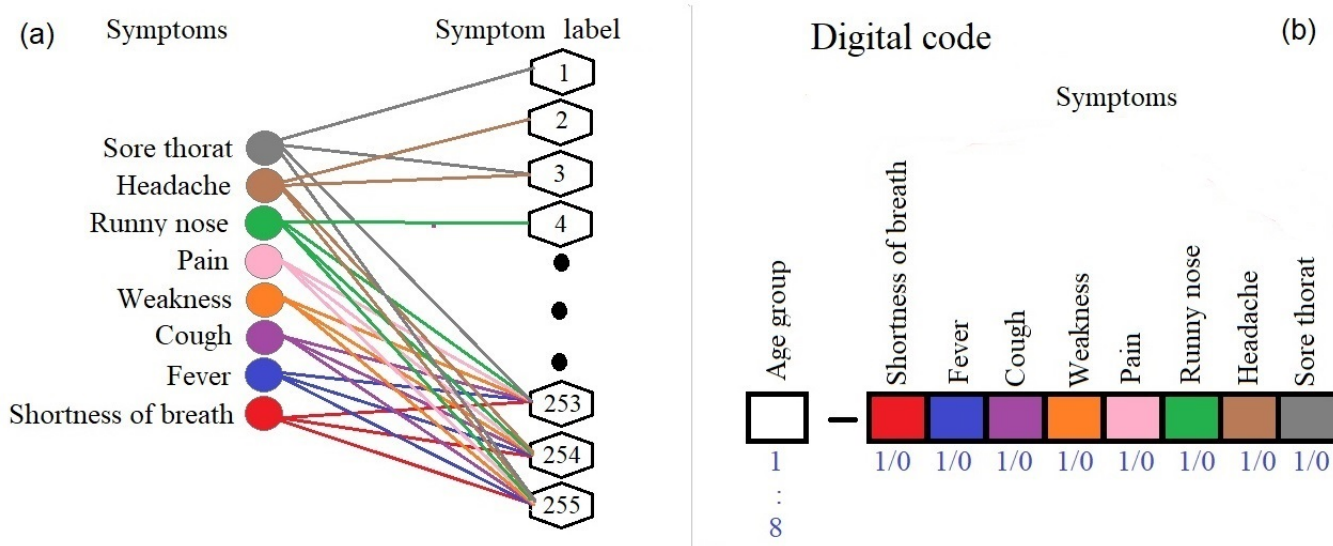 (a)
Symptoms
Symptom label
1
2
3
4
253
254
255
Sore thorat
Headache
Runny nose
Pain
Weakness
Cough
Fever
Shortness of breath
(b)
Digital code
Symptoms
Age group
Shortness of breath
Fever
Cough
Weakness
Pain
Runny nose
Headache
Sore thorat
1/0 1/0 1/0 1/0 1/0 1/0 1/0 1/0
1
:
8